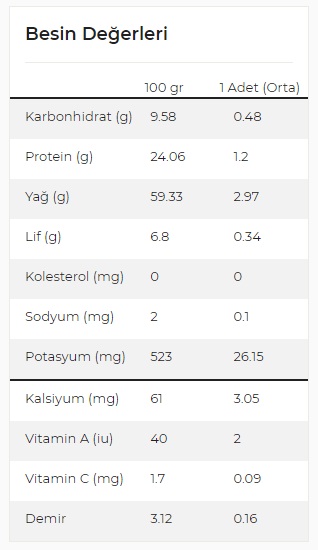 Besin Değerleri
100 gr 1 Adet (Orta)
Karbonhidrat (g) 9.58 0.48
Protein (g) 24.06 1.2
Yağ (g) 59.33 2.97
Lif (g) 6.8 0.34
Kolesterol (mg) 0 0
Sodyum (mg) 2 0.1
Potasyum (mg) 523 26.15
Kalsiyum (mg) 61 3.05
Vitamin A (iu) 40 2
Vitamin C (mg) 1.7 0.09
Demir 3.12 0.16